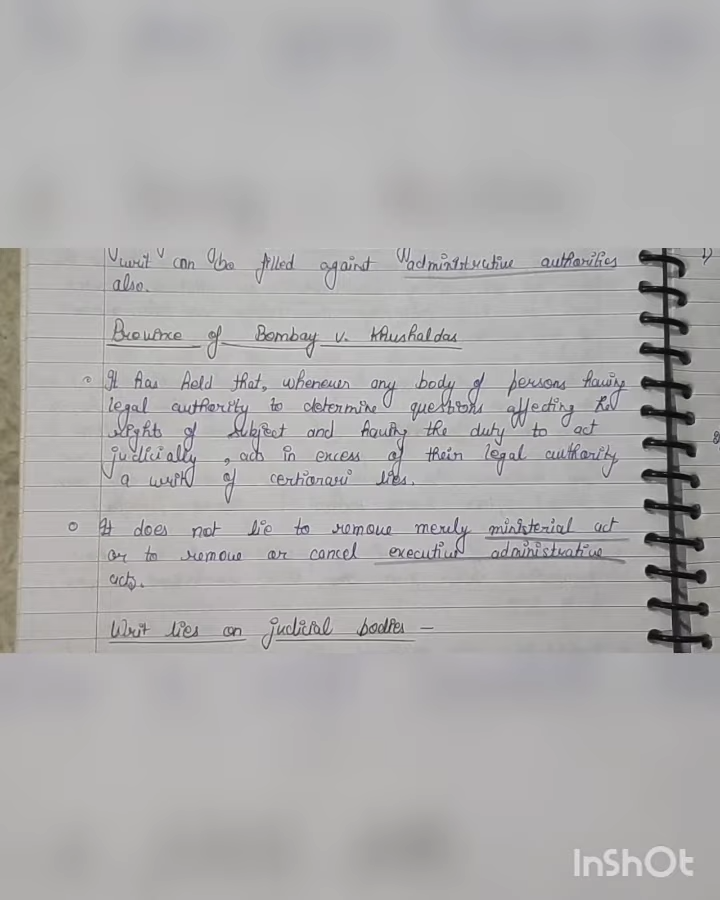 writ can be filled against administrative authorities
also.
Province of Bombay v. Khushaldas
It has held that, whenever any body of persons having
legal authority to determine questions affecting the
rights of subject and having the duty to act
judicially, act in excess of their legal authority
a writ of certiorari lies.
It does not lie to remove merely ministerial act
or to remove or cancel executive administrative
acts.
Writ lies on judicial bodies –
InShOt